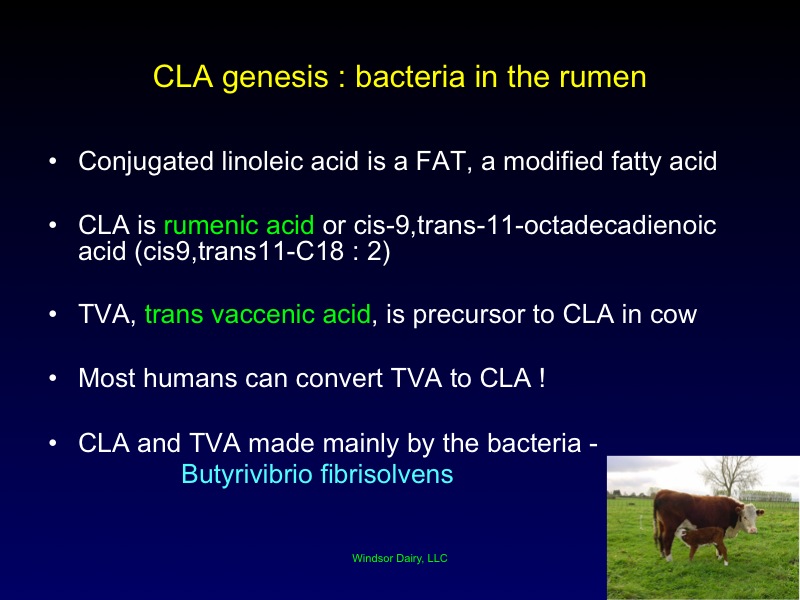 CLA genesis : bacteria in the rumen
• Conjugated linoleic acid is a FAT, a modified fatty acid
• CLA is rumenic acid or cis-9,trans-11-octadecadienoic
acid (cis9,trans11-C18 : 2)
• TVA, trans vaccenic acid, is precursor to CLA in cow
• Most humans can convert TVA to CLA !
• CLA and TVA made mainly by the bacteria -
Butyrivibrio fibrisolvens
Windsor Dairy, LLC